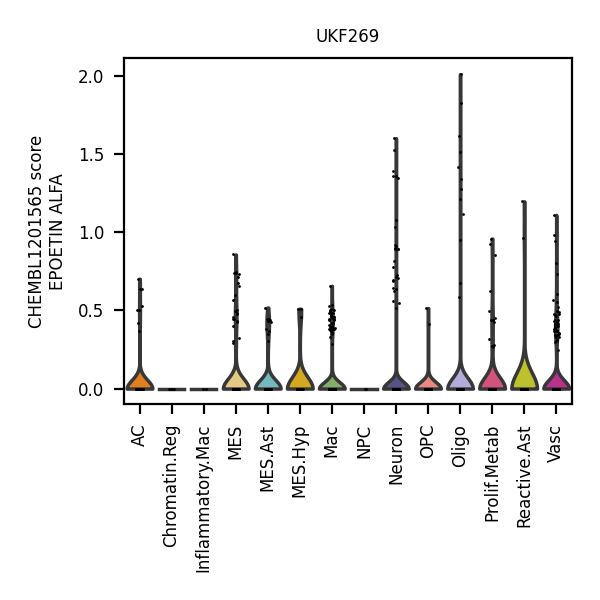 UKF269
CHEMBL1201565 score
EPOETIN ALFA
2.0
1.5
1.0
0.5
0.0
AC
Chromatin.Reg
Inflammatory.Mac
MES
MES.Ast
MES.Hyp
Mac
NPC
Neuron
OPC
Oligo
Prolif.Metab
Reactive.Ast
Vasc